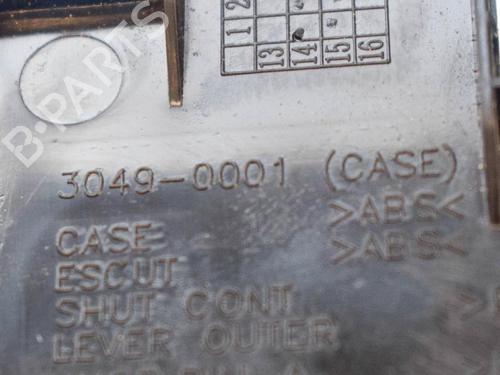 B-PARTS
1 2
13 14 15 16
3049-0001 (CASE)
CASE >ABS<
ESCUT >ABS<
SHUT CONT
LEVER OUTER